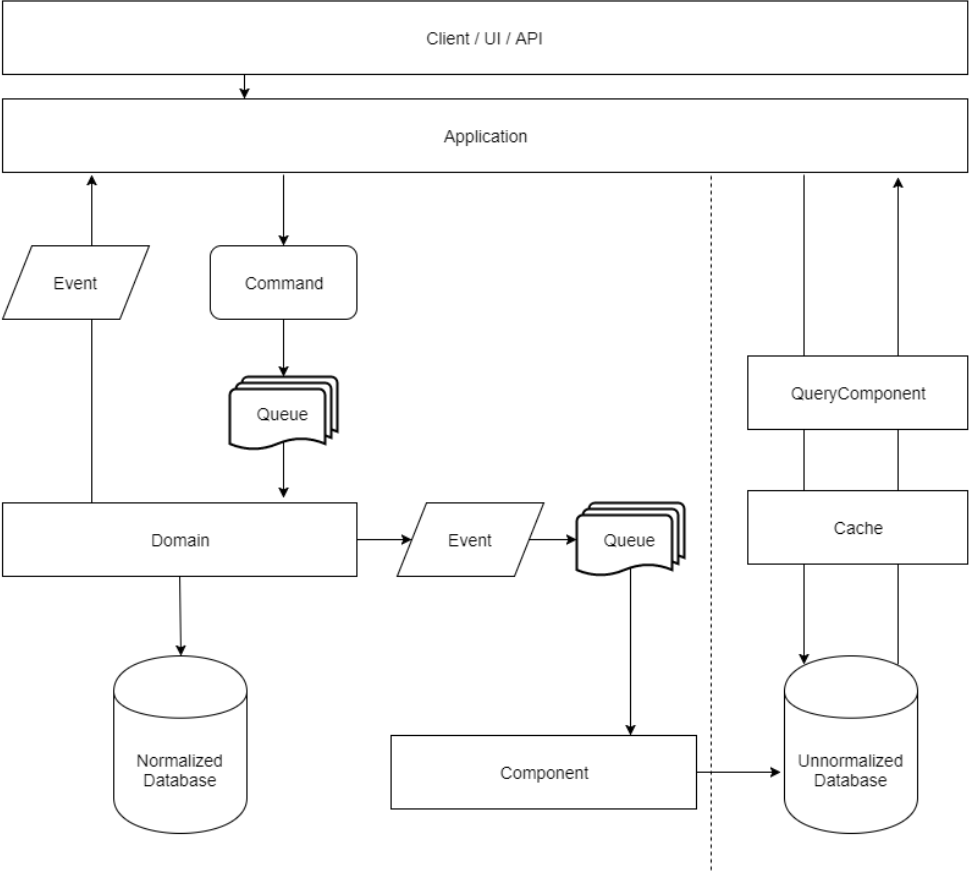 Client / UI / API
Application
Event
Command
QueryComponent
Queue
Domain
Event
Queue
Cache
Normalized
Database
Component
Unnormalized
Database